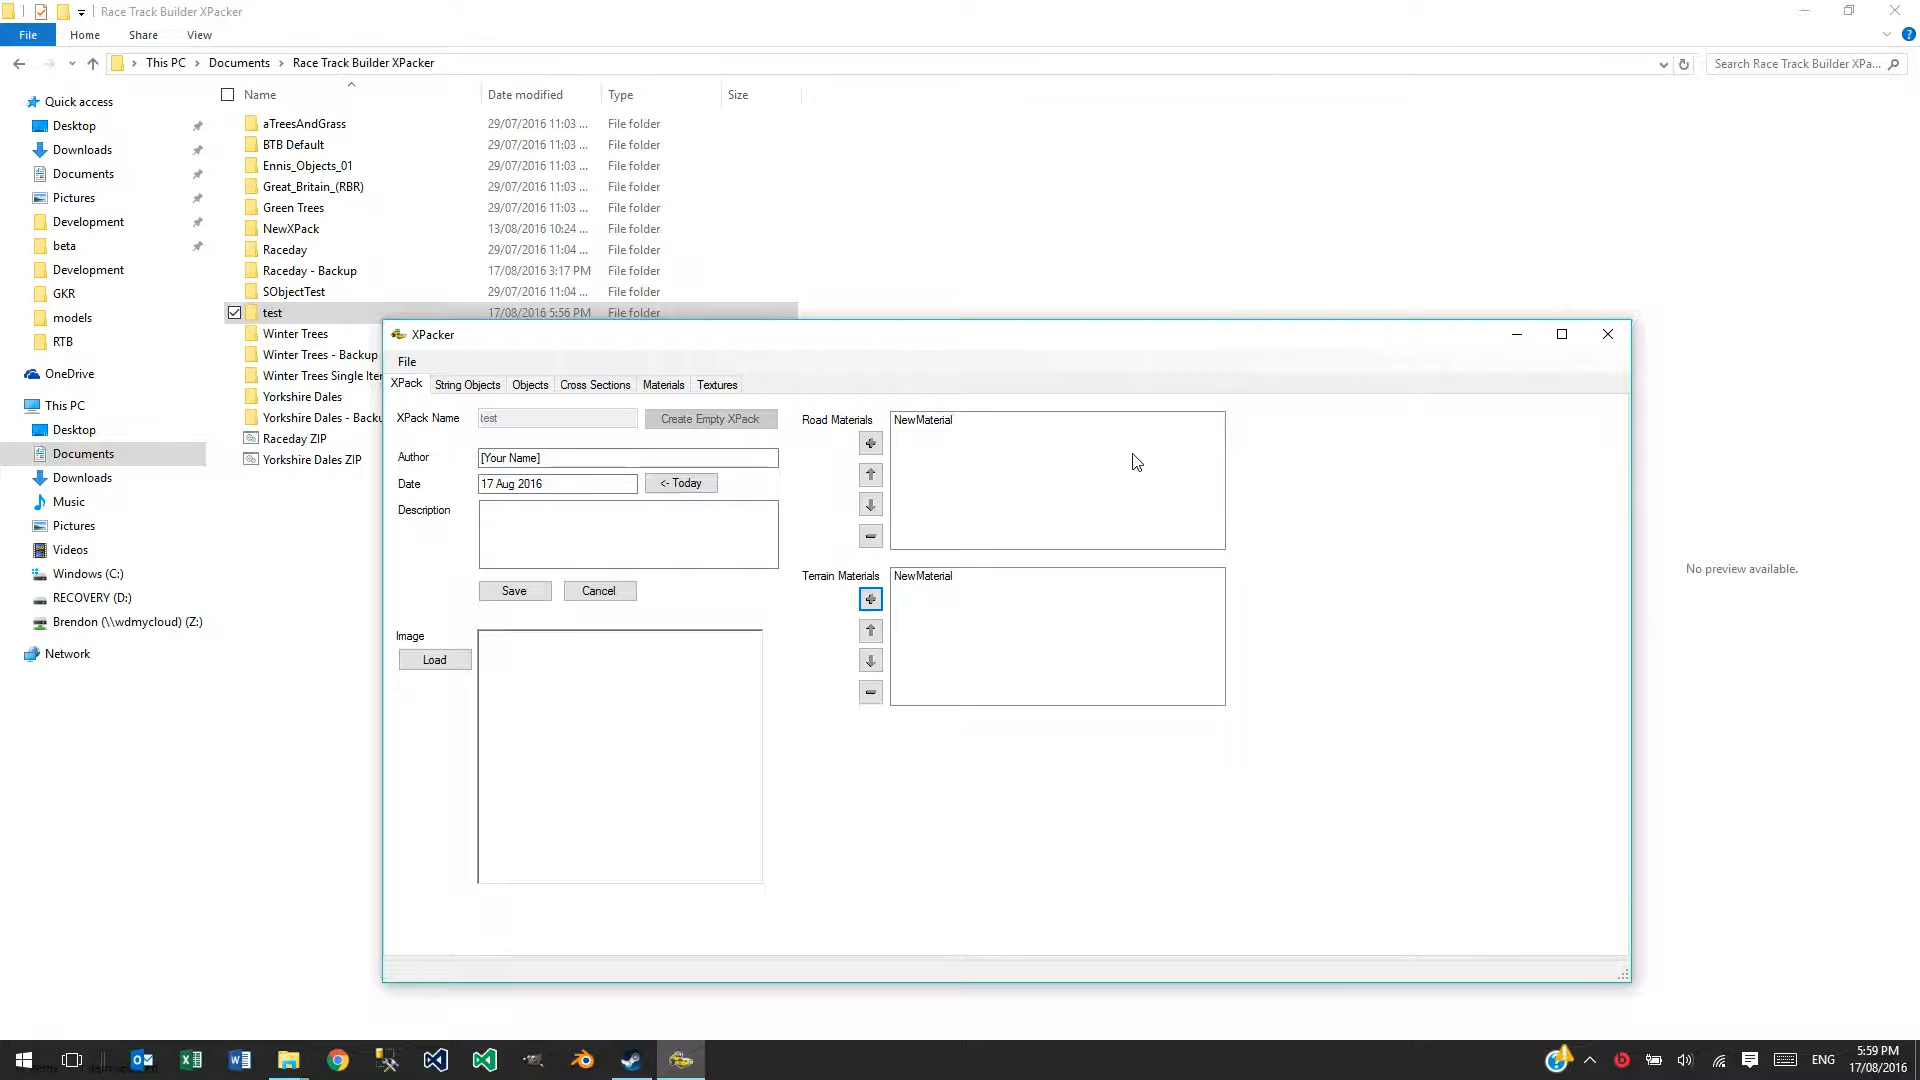 Race Track Builder XPacker
File Home Share View
This PC Documents Race Track Builder XPacker
Search Race Track Builder XPa...
Name Date modified Type Size
Quick access
Desktop
Downloads
Documents
Pictures
Development
beta
Development
GKR
models
RTB
OneDrive
This PC
Desktop
Documents
Downloads
Music
Pictures
Videos
Windows (C:)
RECOVERY (D:)
Brendon (\\wdmycloud) (Z:)
Network
aTreesAndGrass 29/07/2016 11:03 ... File folder
BTB Default 29/07/2016 11:03 ... File folder
Ennis_Objects_01 29/07/2016 11:03 ... File folder
Great_Britain_(RBR) 29/07/2016 11:03 ... File folder
Green Trees 29/07/2016 11:03 ... File folder
NewXPack 13/08/2016 10:24 ... File folder
Raceday 29/07/2016 11:04 ... File folder
Raceday - Backup 17/08/2016 3:17 PM File folder
SObjectTest 29/07/2016 11:04 ... File folder
test 17/08/2016 5:56 PM File folder
Winter Trees
Winter Trees - Backup
Winter Trees Single Iter
Yorkshire Dales
Yorkshire Dales - Backu
Raceday ZIP
Yorkshire Dales ZIP
XPacker
File
XPack String Objects Objects Cross Sections Materials Textures
XPack Name test Create Empty XPack
Author [Your Name]
Date 17 Aug 2016 <- Today
Description
Save Cancel
Image
Load
Road Materials NewMaterial
Terrain Materials NewMaterial
No preview available.
ENG
5:59 PM
17/08/2016